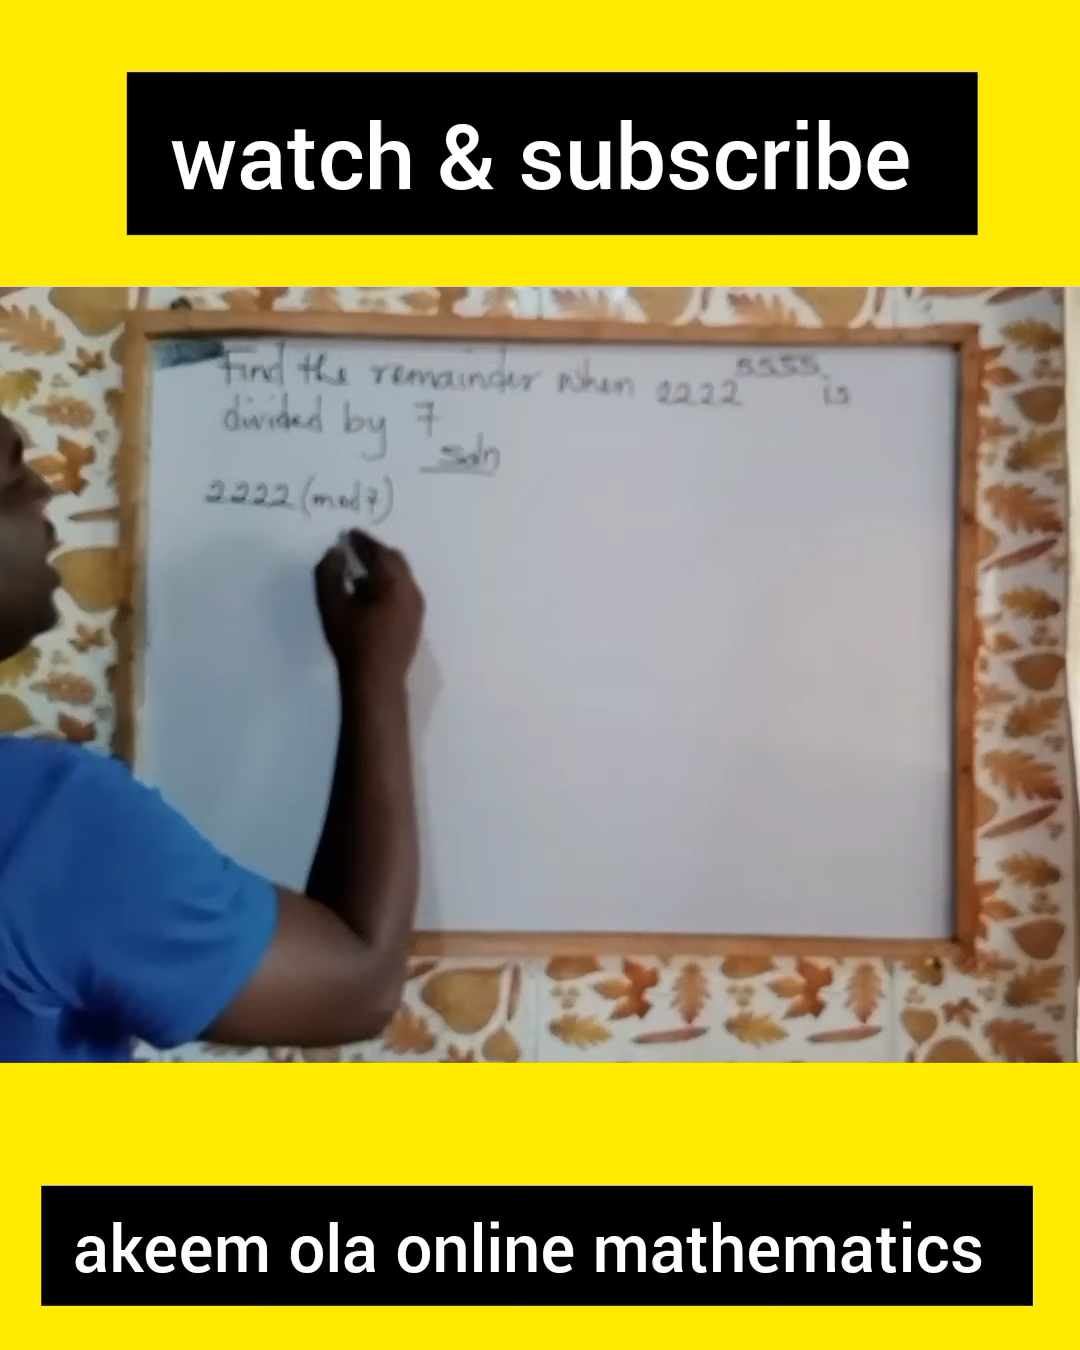 watch & subscribe
Find the remainder when 2222^5555 is
divided by 7
Soln
2222 (mod 7)
akeem ola online mathematics